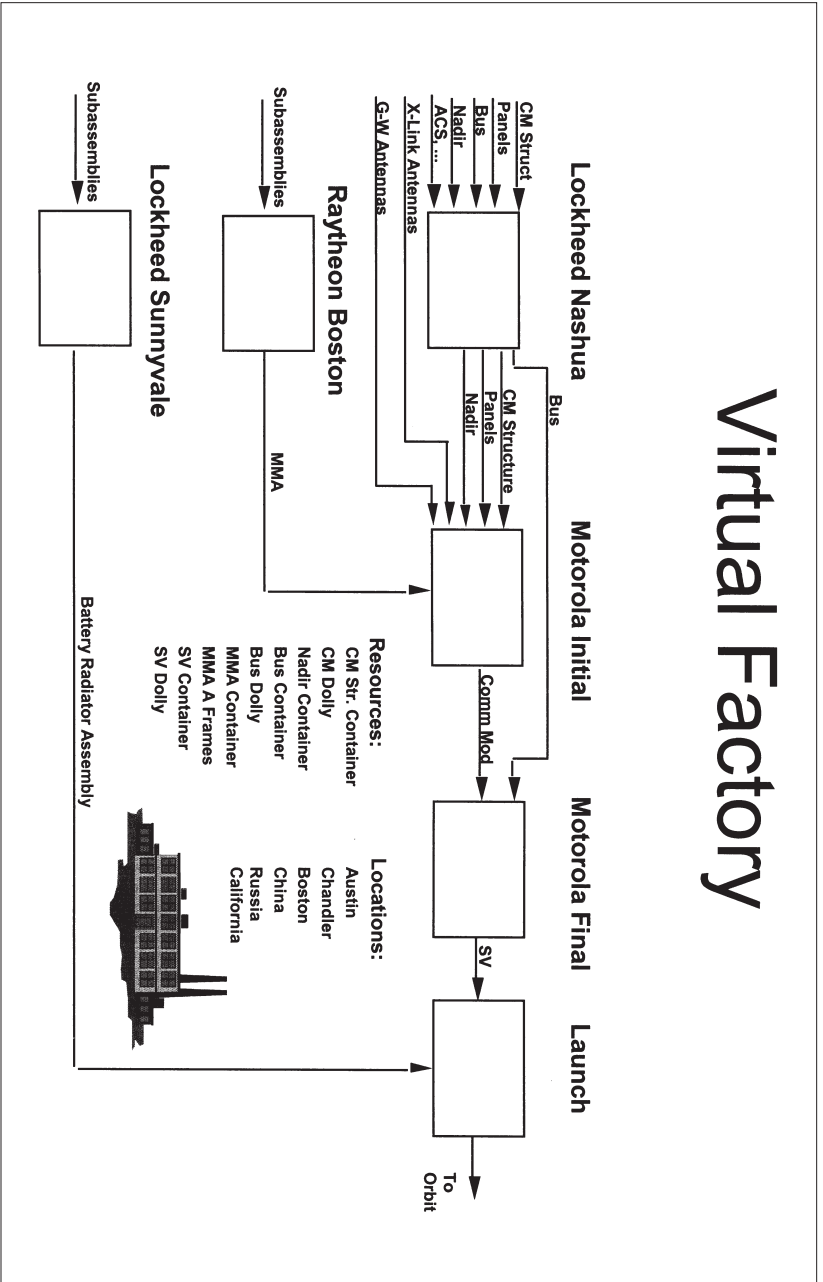 Virtual Factory
Lockheed Nashua
Motorola Initial
Motorola Final
Launch
CM Struct
Panels
Bus
Nadir
ACS, ...
X-Link Antennas
G-W Antennas
Bus
CM Structure
Panels
Nadir
Comm Mod
SV
To
Orbit
Subassemblies
Raytheon Boston
MMA
Resources:
CM Str. Container
CM Dolly
Nadir Container
Bus Container
Bus Dolly
MMA Container
MMA A Frames
SV Container
SV Dolly
Locations:
Austin
Chandler
Boston
China
Russia
California
Subassemblies
Lockheed Sunnyvale
Battery Radiator Assembly